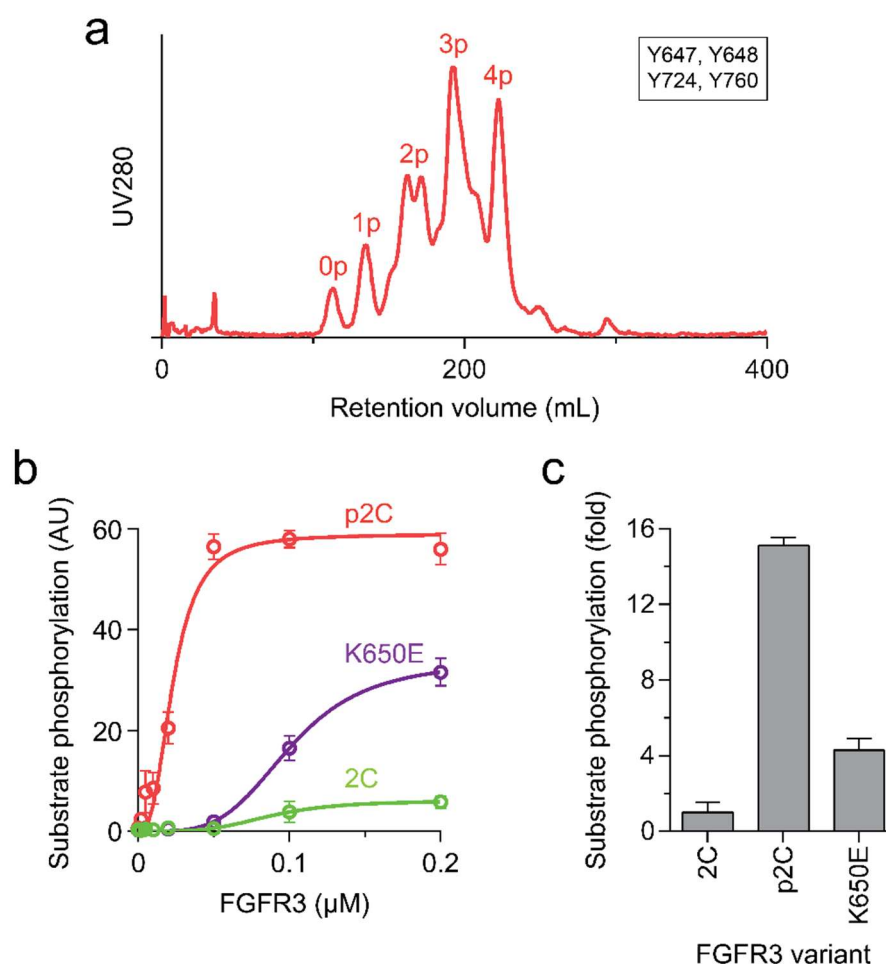 a
Y647, Y648
Y724, Y760
0p
1p
2p
3p
4p
UV280
0
200
400
Retention volume (mL)
b
Substrate phosphorylation (AU)
60
40
20
0
p2C
K650E
2C
0
0.1
0.2
FGFR3 (µM)
c
Substrate phosphorylation (fold)
16
12
8
4
0
2C
p2C
K650E
FGFR3 variant